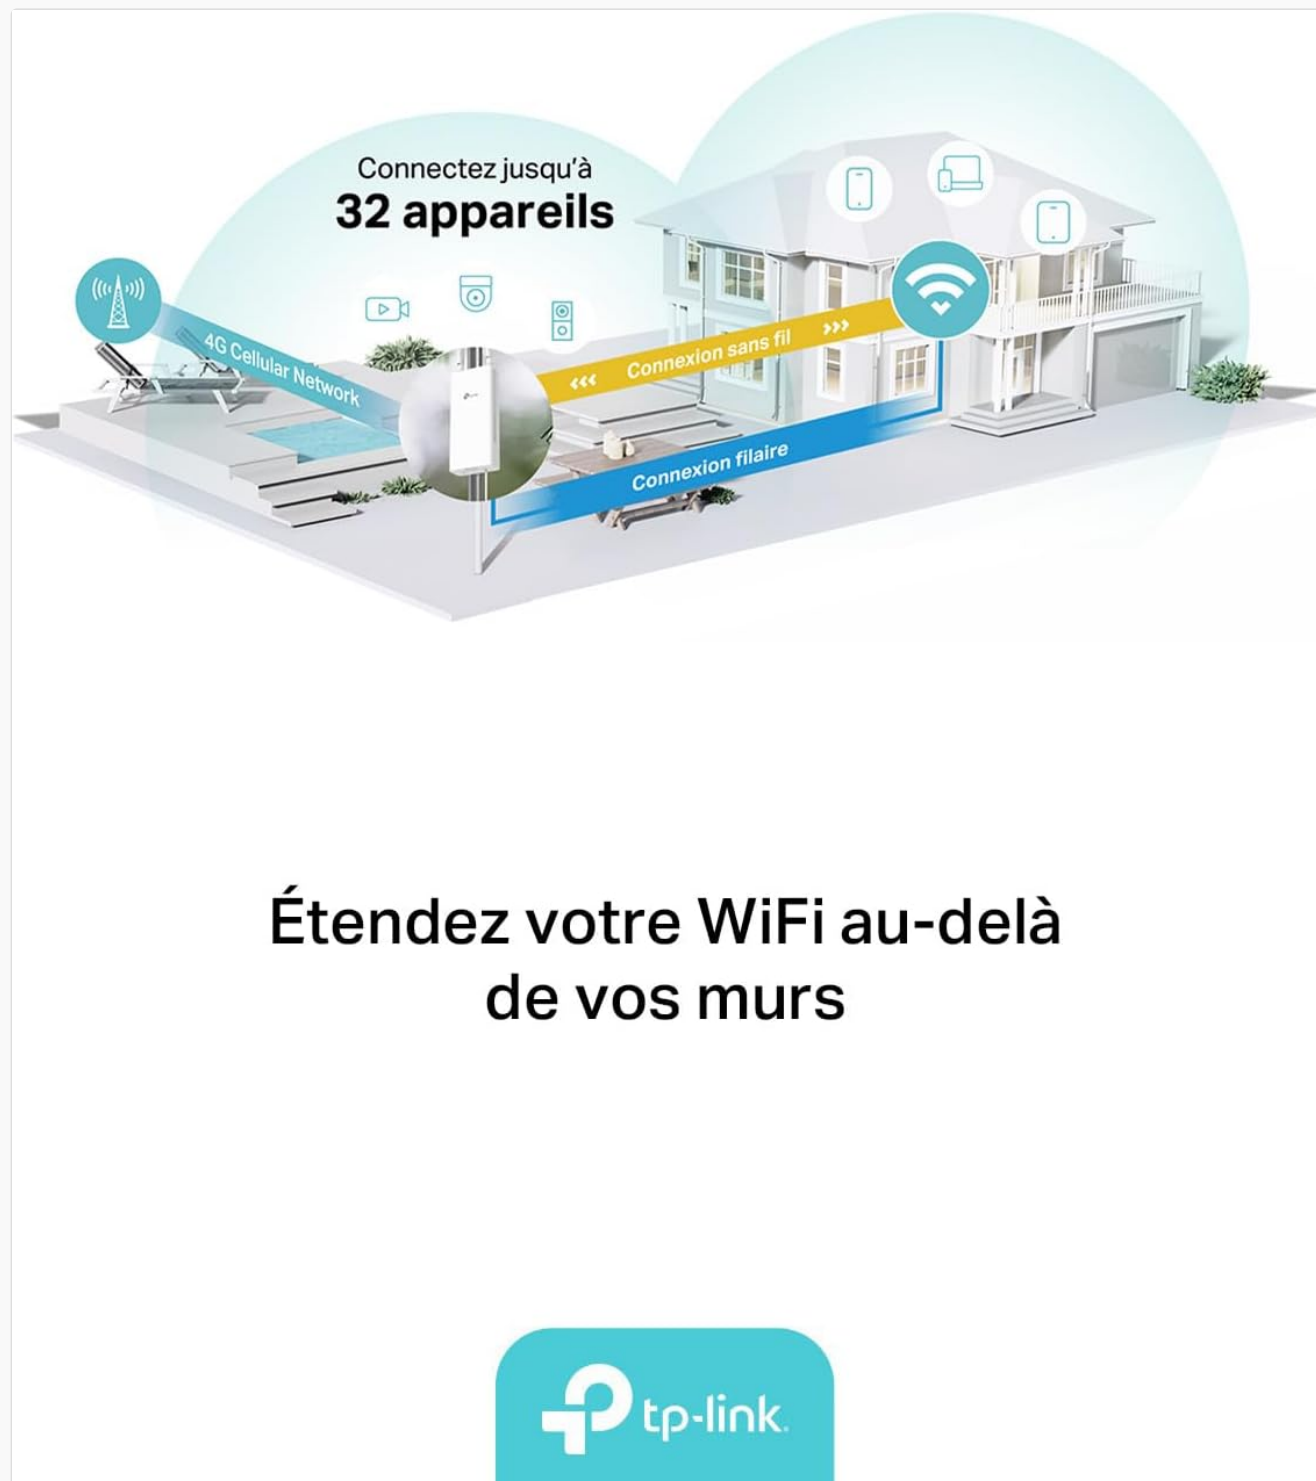 Connectez jusqu'à
32 appareils
4G Cellular Network
Connexion sans fil
Connexion filaire
Étendez votre WiFi au-delà
de vos murs
tp-link